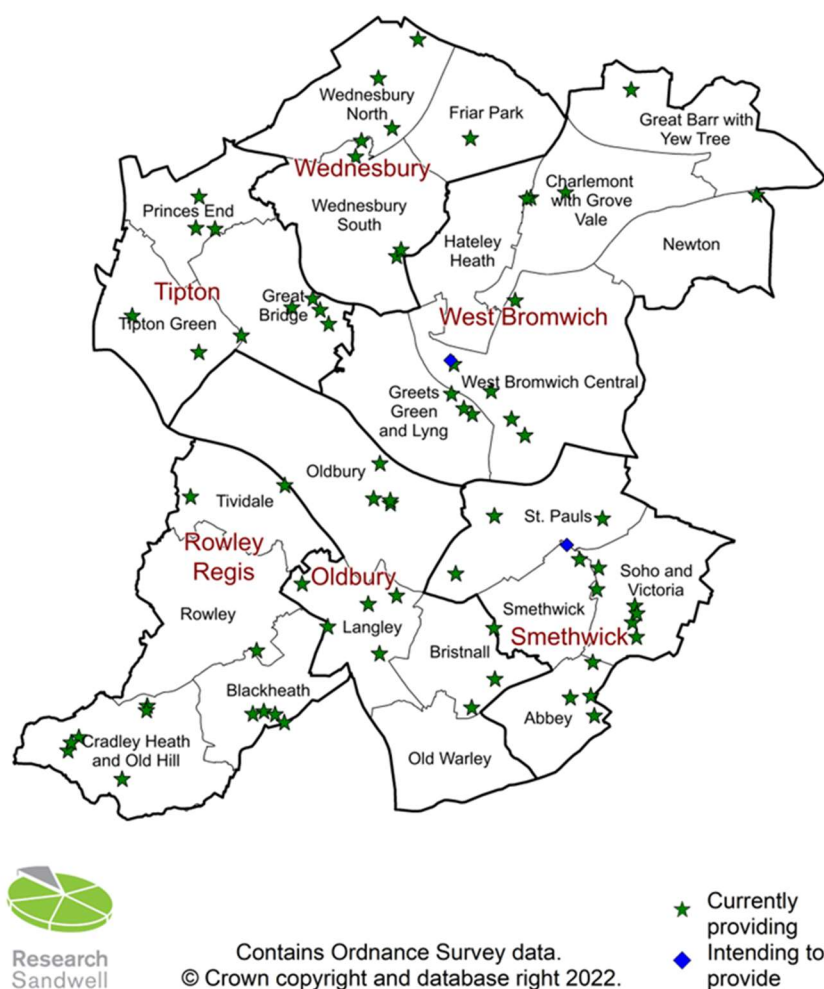 Wednesbury
North
Friar Park
Great Barr with
Yew Tree
Wednesbury
Charlemont
with Grove
Vale
Princes End
Wednesbury
South
Hateley
Heath
Newton
Tipton
Great
Bridge
Tipton Green
West Bromwich
West Bromwich Central
Greets
Green
and Lyng
Oldbury
Tividale
St. Pauls
Rowley
Regis
Oldbury
Soho and
Victoria
Smethwick
Rowley
Langley
Smethwick
Bristnall
Blackheath
Abbey
Cradley Heath
and Old Hill
Old Warley
Research
Sandwell
Contains Ordnance Survey data.
© Crown copyright and database right 2022.
Currently
providing
Intending to
provide